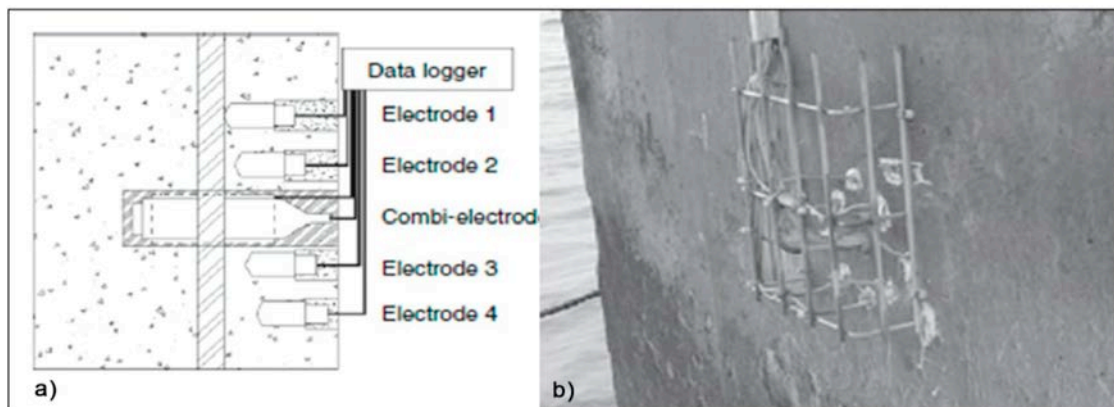 Data logger
Electrode 1
Electrode 2
Combi-electrod
Electrode 3
Electrode 4
a)
b)